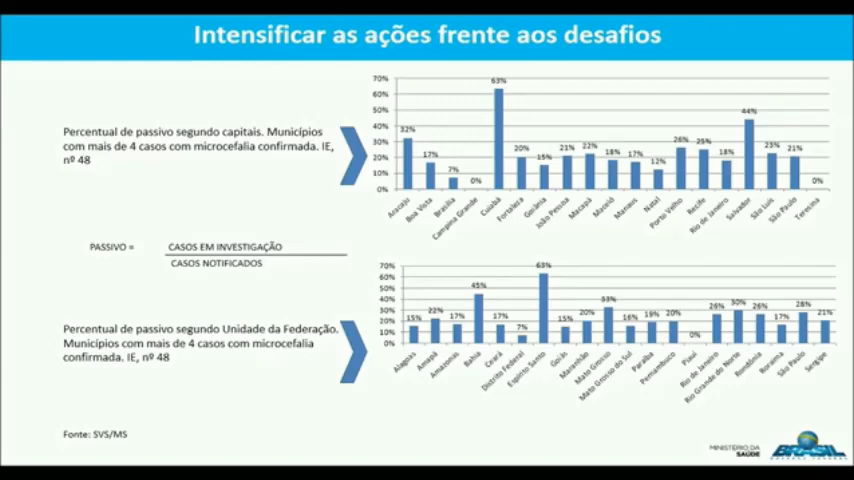 Intensificar as ações frente aos desafios
Percentual de passivo segundo capitais. Municípios
com mais de 4 casos com microcefalia confirmada. IE,
nº 48
70%
60%
50%
40%
30%
20%
10%
0%
32%
17%
7%
0%
63%
20%
15%
21%
22%
18%
17%
12%
26%
25%
18%
44%
23%
21%
0%
Aracaju
Boa Vista
Brasília
Campina Grande
Cuiabá
Fortaleza
Goiânia
João Pessoa
Macapá
Maceió
Manaus
Natal
Porto Velho
Recife
Rio de Janeiro
Salvador
São Luis
São Paulo
Teresina
PASSIVO = CASOS EM INVESTIGAÇÃO
CASOS NOTIFICADOS
Percentual de passivo segundo Unidade da Federação.
Municípios com mais de 4 casos com microcefalia
confirmada. IE, nº 48
70%
60%
50%
40%
30%
20%
10%
0%
15%
22%
17%
45%
17%
7%
63%
15%
20%
33%
16%
19%
20%
0%
26%
30%
26%
17%
28%
21%
Alagoas
Amapá
Amazonas
Bahia
Ceará
Distrito Federal
Espírito Santo
Goiás
Maranhão
Mato Grosso
Mato Grosso do Sul
Paraíba
Pernambuco
Piauí
Rio de Janeiro
Rio Grande do Norte
Rondônia
Roraima
São Paulo
Sergipe
Fonte: SVS/MS
MINISTÉRIO DA
SAÚDE
BRASIL